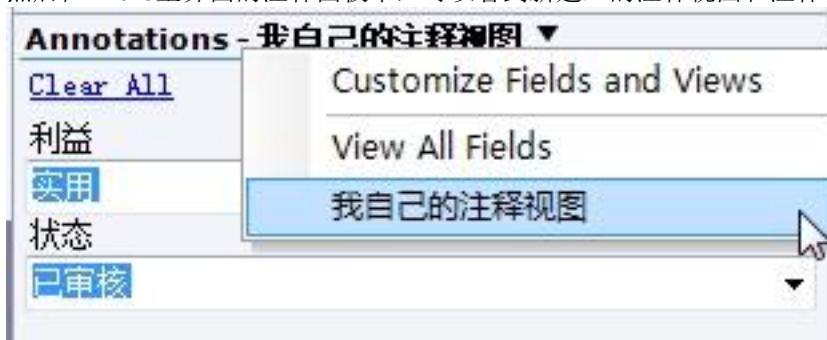 Annotations - 我自己的注释视图 ▼
Clear All
Customize Fields and Views
利益
View All Fields
实用
我自己的注释视图
状态
已审核